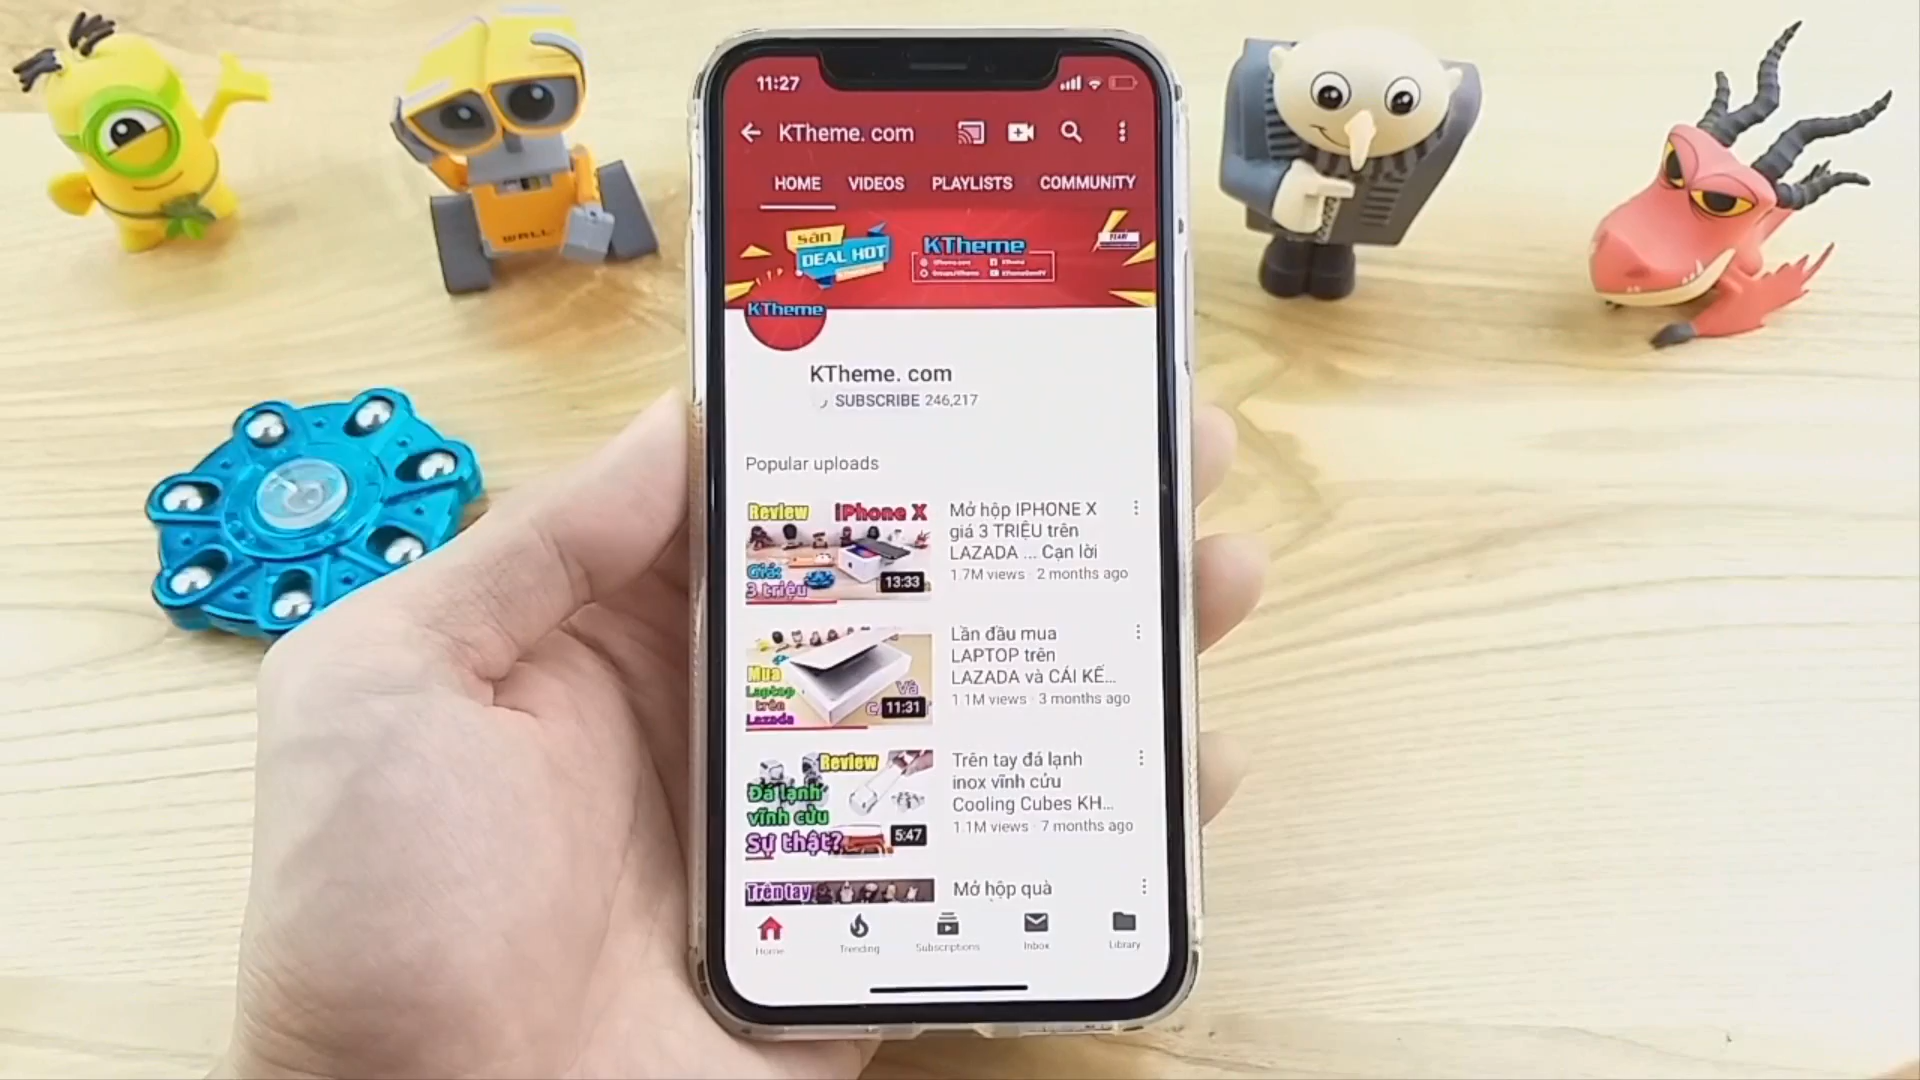 11:27
KTheme. com
HOME VIDEOS PLAYLISTS COMMUNITY
săn
DEAL HOT
KTheme
KTheme
KTheme. com
SUBSCRIBE 246,217
Popular uploads
Review iPhone X
Giá:
3 triệu
13:33
Mở hộp IPHONE X
giá 3 TRIỆU trên
LAZADA ... Cạn lời
1.7M views · 2 months ago
Mua
Laptop
trên
Lazada
Và
11:31
Lần đầu mua
LAPTOP trên
LAZADA và CÁI KẾ...
1.1M views · 3 months ago
Review
Đá lạnh
vĩnh cửu
Sự thật?
5:47
Trên tay đá lạnh
inox vĩnh cửu
Cooling Cubes KH...
1.1M views · 7 months ago
Trên tay
Mở hộp quà
Home Trending Subscriptions Inbox Library
WALL